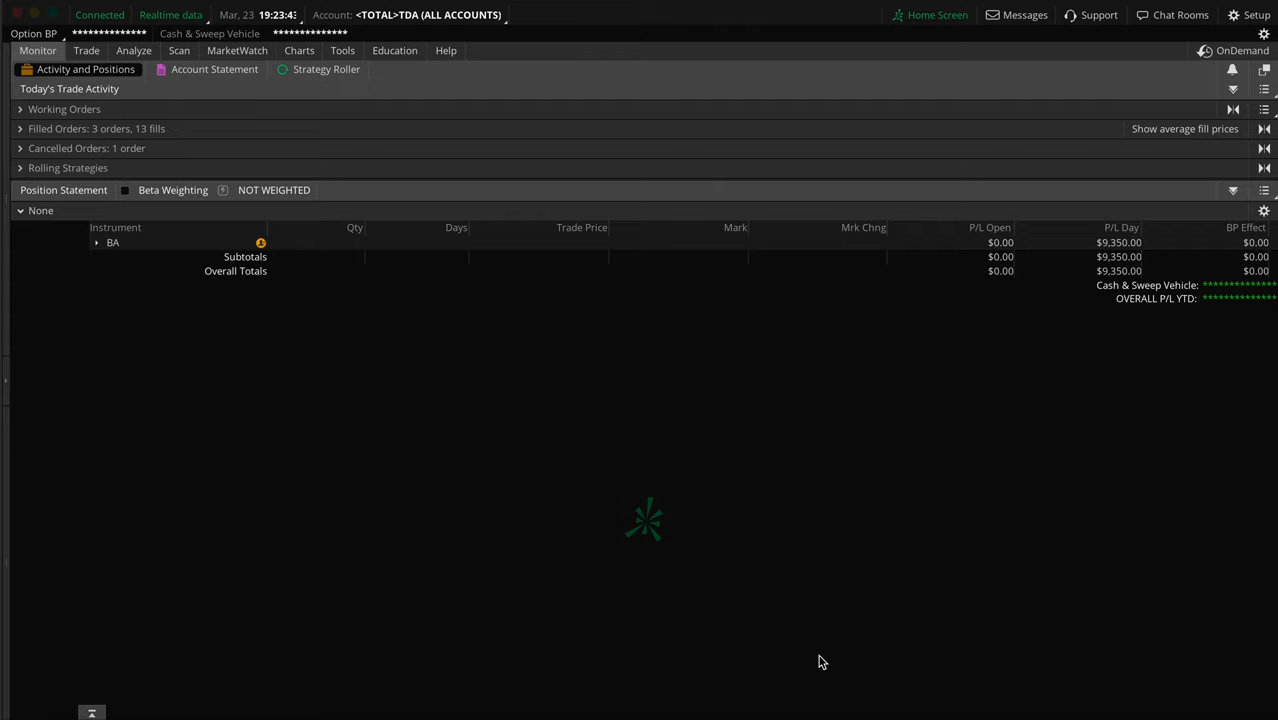 Connected Realtime data Mar, 23 19:23:4 Account: <TOTAL>TDA (ALL ACCOUNTS) Home Screen Messages Support Chat Rooms Setup
Option BP ************** Cash & Sweep Vehicle **************
Monitor Trade Analyze Scan MarketWatch Charts Tools Education Help OnDemand
Activity and Positions Account Statement Strategy Roller
Today's Trade Activity
Working Orders
Filled Orders: 3 orders, 13 fills Show average fill prices
Cancelled Orders: 1 order
Rolling Strategies
Position Statement Beta Weighting NOT WEIGHTED
None
Instrument Qty Days Trade Price Mark Mrk Chng P/L Open P/L Day BP Effect
BA $0.00 $9,350.00 $0.00
Subtotals $0.00 $9,350.00 $0.00
Overall Totals $0.00 $9,350.00 $0.00
Cash & Sweep Vehicle: **************
OVERALL P/L YTD: **************